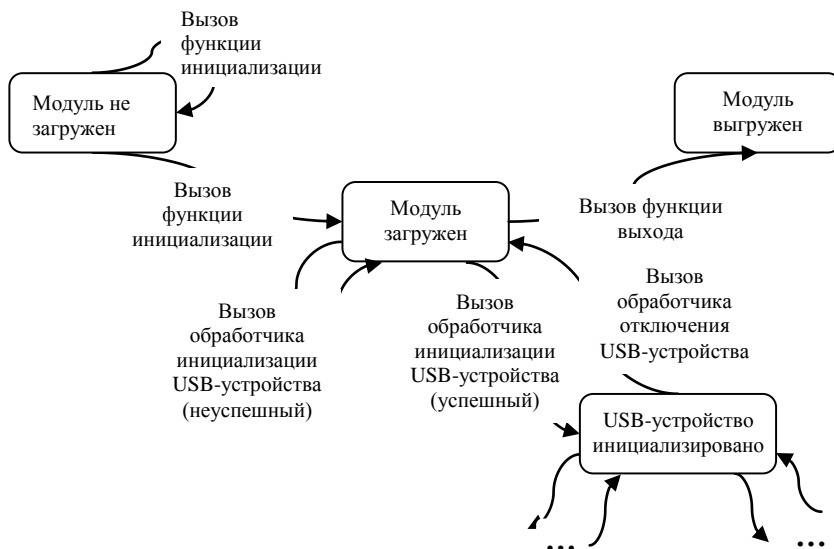 Вызов
функции
инициализации
Модуль не
загружен
Модуль
выгружен
Вызов
функции
инициализации
Модуль
загружен
Вызов функции
выхода
Вызов
обработчика
инициализации
USB-устройства
(неуспешный)
Вызов
обработчика
инициализации
USB-устройства
(успешный)
Вызов
обработчика
отключения
USB-устройства
USB-устройство
инициализировано
...
...